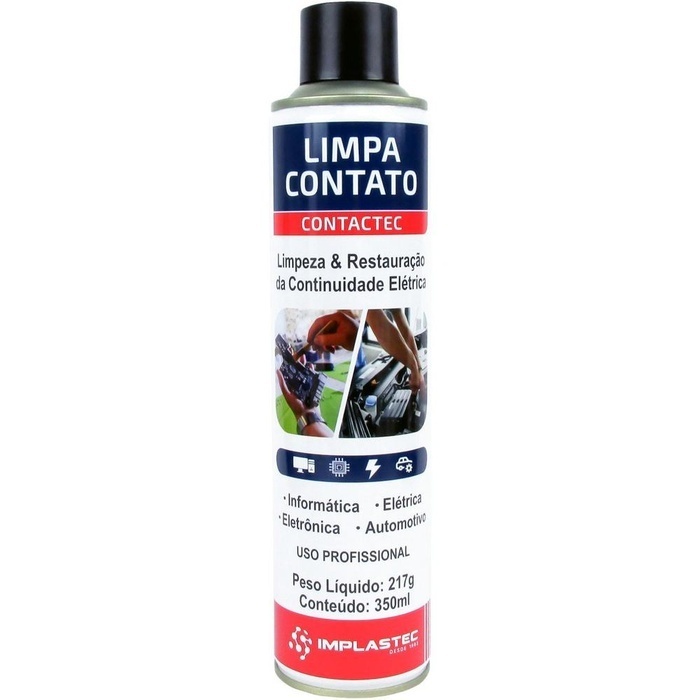 LIMPA
CONTATO
CONTACTEC
Limpeza & Restauração
da Continuidade Elétrica
· Informática · Elétrica
· Eletrônica · Automotivo
USO PROFISSIONAL
Peso Líquido: 217g
Conteúdo: 350ml
IMPLASTEC